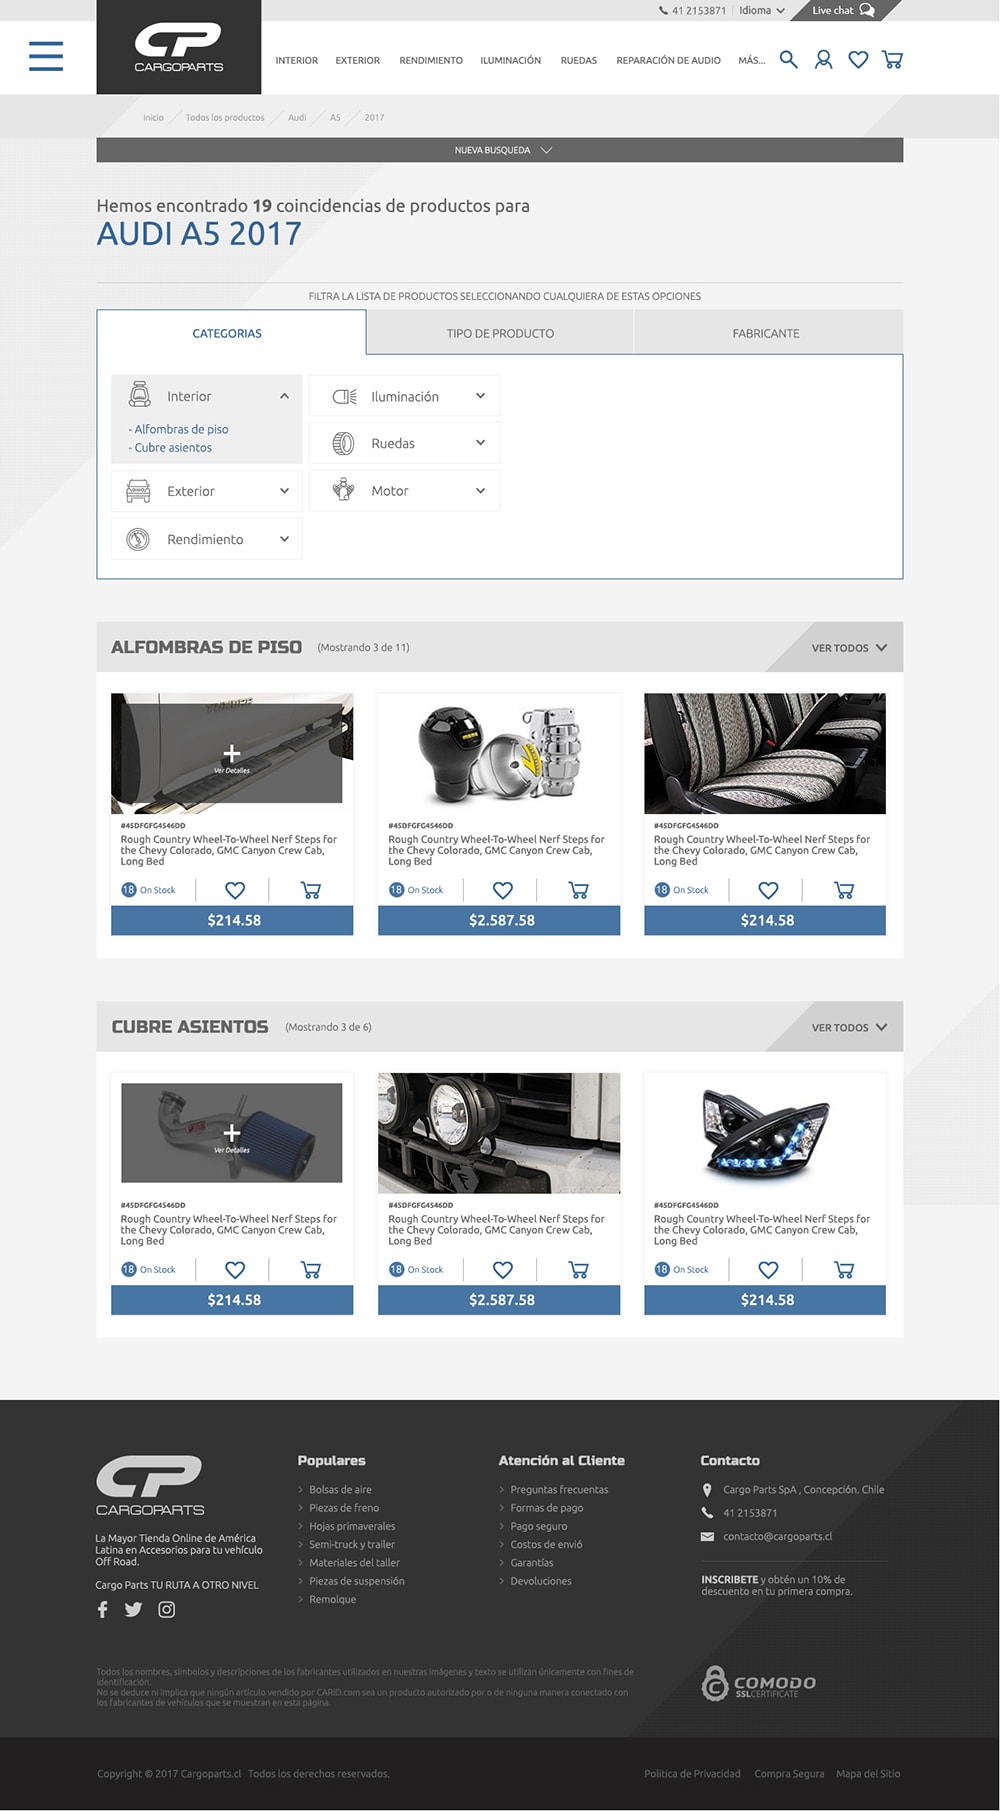 41 2153871 Idioma Live chat
CP
CARGOPARTS
INTERIOR EXTERIOR RENDIMIENTO ILUMINACIÓN RUEDAS REPARACIÓN DE AUDIO MÁS...
Inicio Todos los productos Audi A5 2017
NUEVA BUSQUEDA
Hemos encontrado 19 coincidencias de productos para
AUDI A5 2017
FILTRA LA LISTA DE PRODUCTOS SELECCIONANDO CUALQUIERA DE ESTAS OPCIONES
CATEGORIAS TIPO DE PRODUCTO FABRICANTE
Interior
- Alfombras de piso
- Cubre asientos
Exterior
Rendimiento
Iluminación
Ruedas
Motor
ALFOMBRAS DE PISO (Mostrando 3 de 11) VER TODOS
+
Ver Detalles
#45DFGFG4546DD
Rough Country Wheel-To-Wheel Nerf Steps for
the Chevy Colorado, GMC Canyon Crew Cab,
Long Bed
18 On Stock
$214.58
#45DFGFG4546DD
Rough Country Wheel-To-Wheel Nerf Steps for
the Chevy Colorado, GMC Canyon Crew Cab,
Long Bed
18 On Stock
$2.587.58
#45DFGFG4546DD
Rough Country Wheel-To-Wheel Nerf Steps for
the Chevy Colorado, GMC Canyon Crew Cab,
Long Bed
18 On Stock
$214.58
CUBRE ASIENTOS (Mostrando 3 de 6) VER TODOS
+
Ver Detalles
#45DFGFG4546DD
Rough Country Wheel-To-Wheel Nerf Steps for
the Chevy Colorado, GMC Canyon Crew Cab,
Long Bed
18 On Stock
$214.58
#45DFGFG4546DD
Rough Country Wheel-To-Wheel Nerf Steps for
the Chevy Colorado, GMC Canyon Crew Cab,
Long Bed
18 On Stock
$2.587.58
#45DFGFG4546DD
Rough Country Wheel-To-Wheel Nerf Steps for
the Chevy Colorado, GMC Canyon Crew Cab,
Long Bed
18 On Stock
$214.58
CP
CARGOPARTS
La Mayor Tienda Online de América
Latina en Accesorios para tu vehículo
Off Road.
Cargo Parts TU RUTA A OTRO NIVEL
Populares
Bolsas de aire
Piezas de freno
Hojas primaverales
Semi-truck y trailer
Materiales del taller
Piezas de suspensión
Remolque
Atención al Cliente
Preguntas frecuentas
Formas de pago
Pago seguro
Costos de envió
Garantías
Devoluciones
Contacto
Cargo Parts SpA , Concepción. Chile
41 2153871
contacto@cargoparts.cl
INSCRIBETE y obtén un 10% de
descuento en tu primera compra.
Todos los nombres, símbolos y descripciones de los fabricantes utilizados en nuestras imágenes y texto se utilizan únicamente con fines de
identificación.
No se deduce ni implica que ningún artículo vendido por CARiD.com sea un producto autorizado por o de ninguna manera conectado con
los fabricantes de vehículos que se muestran en esta página.
COMODO
SSLCERTIFICATE
Copyright © 2017 Cargoparts.cl Todos los derechos reservados.
Politica de Privacidad Compra Segura Mapa del Sitio